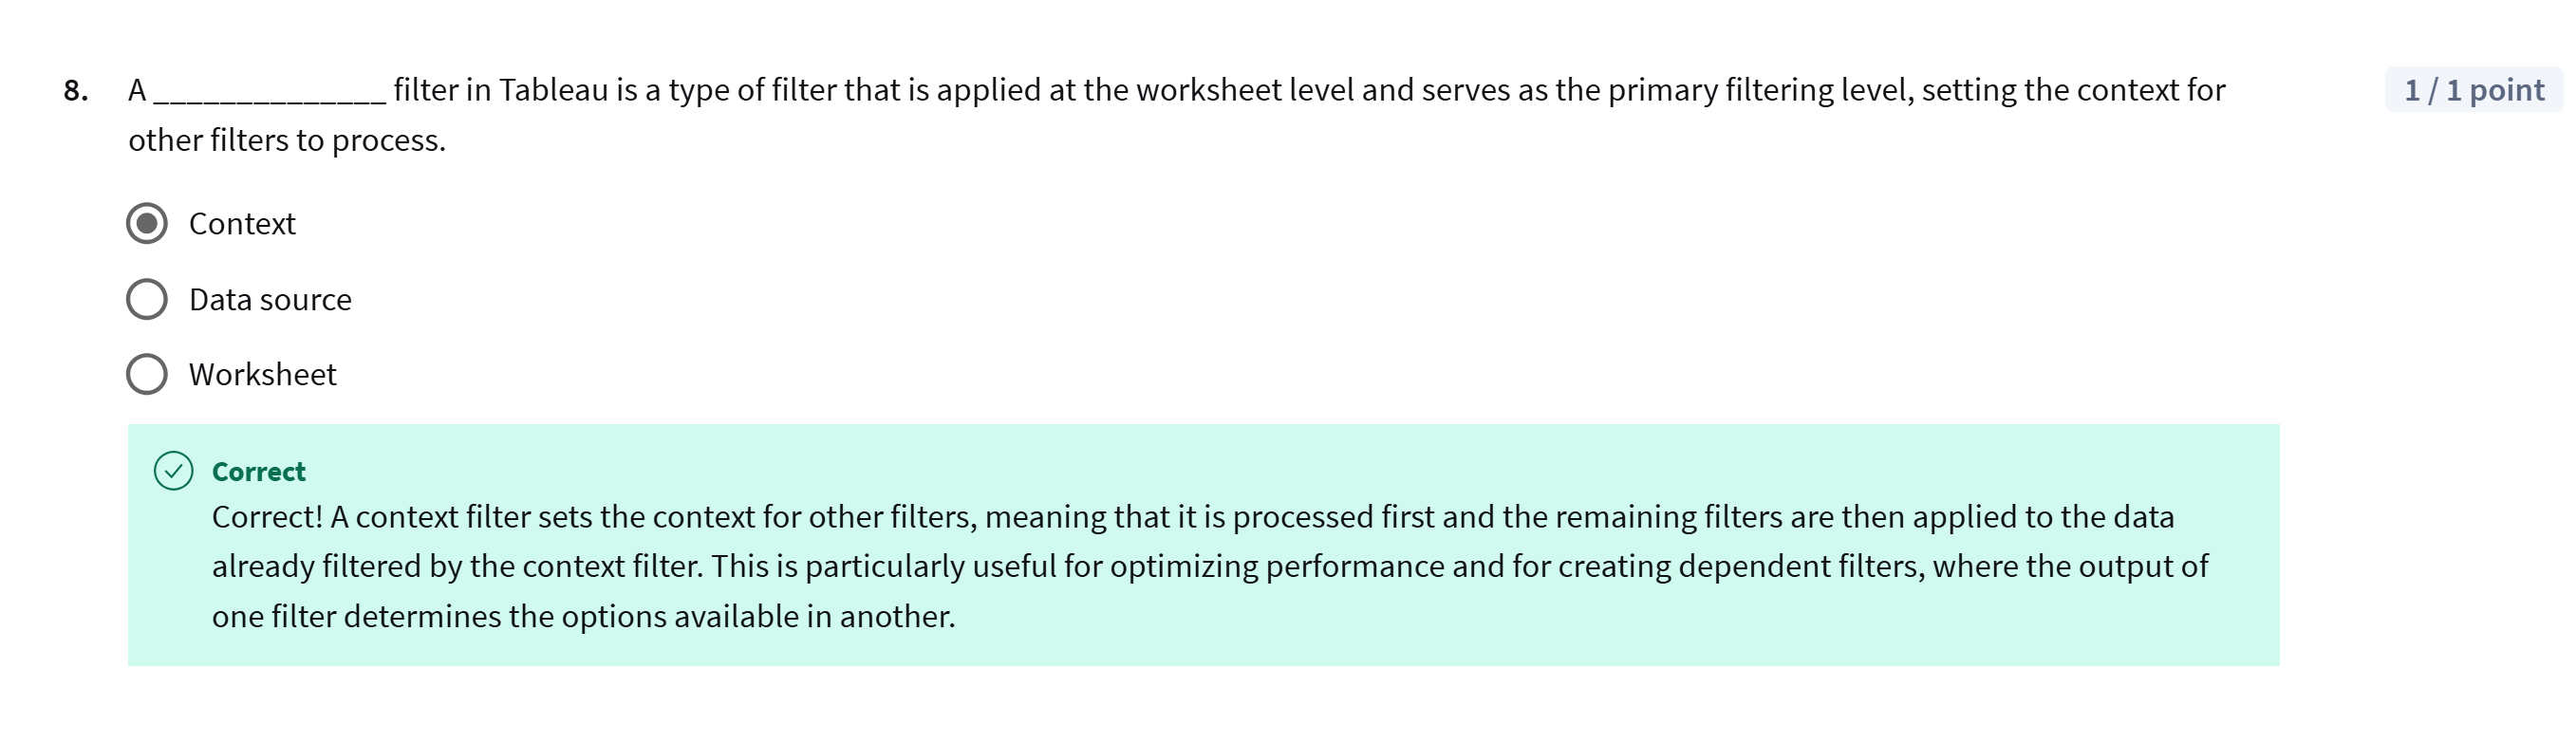 8. A ______________ filter in Tableau is a type of filter that is applied at the worksheet level and serves as the primary filtering level, setting the context for 1 / 1 point
other filters to process.
Context
Data source
Worksheet
Correct
Correct! A context filter sets the context for other filters, meaning that it is processed first and the remaining filters are then applied to the data
already filtered by the context filter. This is particularly useful for optimizing performance and for creating dependent filters, where the output of
one filter determines the options available in another.